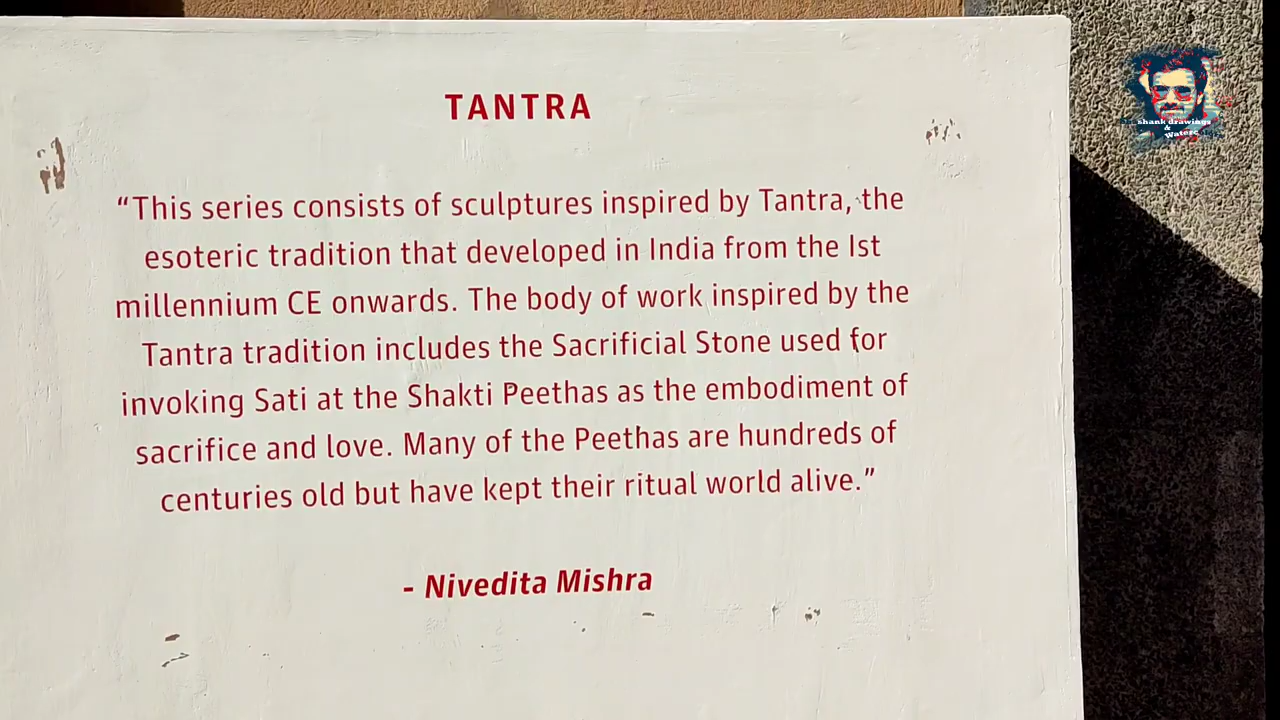 TANTRA
“This series consists of sculptures inspired by Tantra, the
esoteric tradition that developed in India from the Ist
millennium CE onwards. The body of work inspired by the
Tantra tradition includes the Sacrificial Stone used for
invoking Sati at the Shakti Peethas as the embodiment of
sacrifice and love. Many of the Peethas are hundreds of
centuries old but have kept their ritual world alive.”
- Nivedita Mishra
drawings
&